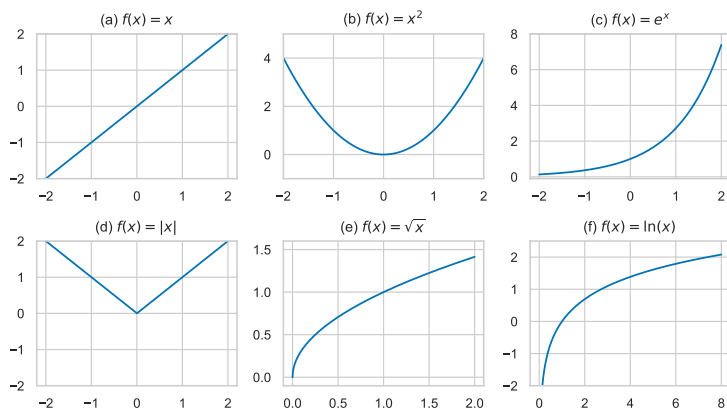 (a) f(x) = x
2
1
0
−1
−2
−2 −1 0 1 2
(b) f(x) = x²
4
2
0
−2 −1 0 1 2
(c) f(x) = eˣ
8
6
4
2
0
−2 −1 0 1 2
(d) f(x) = |x|
2
1
0
−1
−2
−2 −1 0 1 2
(e) f(x) = √x
1.5
1.0
0.5
0.0
0.0 0.5 1.0 1.5 2.0
(f) f(x) = ln(x)
2
1
0
−1
−2
0 2 4 6 8